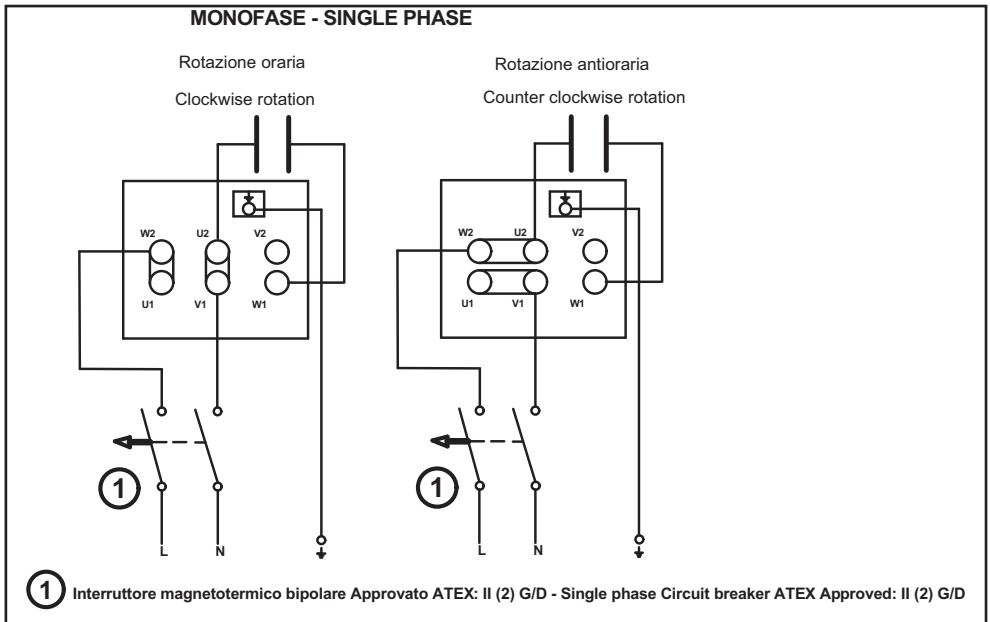 MONOFASE - SINGLE PHASE
Rotazione oraria
Clockwise rotation
Rotazione antioraria
Counter clockwise rotation
W2 U2 V2
U1 V1 W1
W2 U2 V2
U1 V1 W1
1
1
L N
L N
1 Interruttore magnetotermico bipolare Approvato ATEX: II (2) G/D - Single phase Circuit breaker ATEX Approved: II (2) G/D